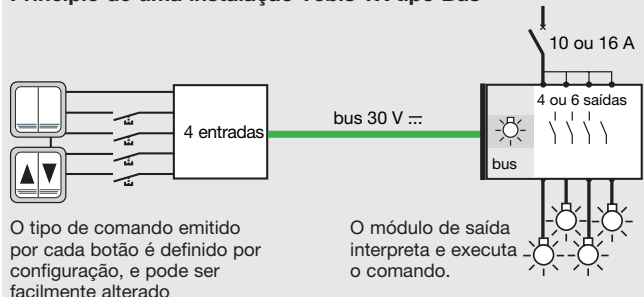 Princípio de uma instalação Tebis TX tipo Bus
10 ou 16 A
4 ou 6 saídas
4 entradas
bus 30 V
bus
O tipo de comando emitido
por cada botão é definido por
configuração, e pode ser
facilmente alterado
O módulo de saída
interpreta e executa
o comando.